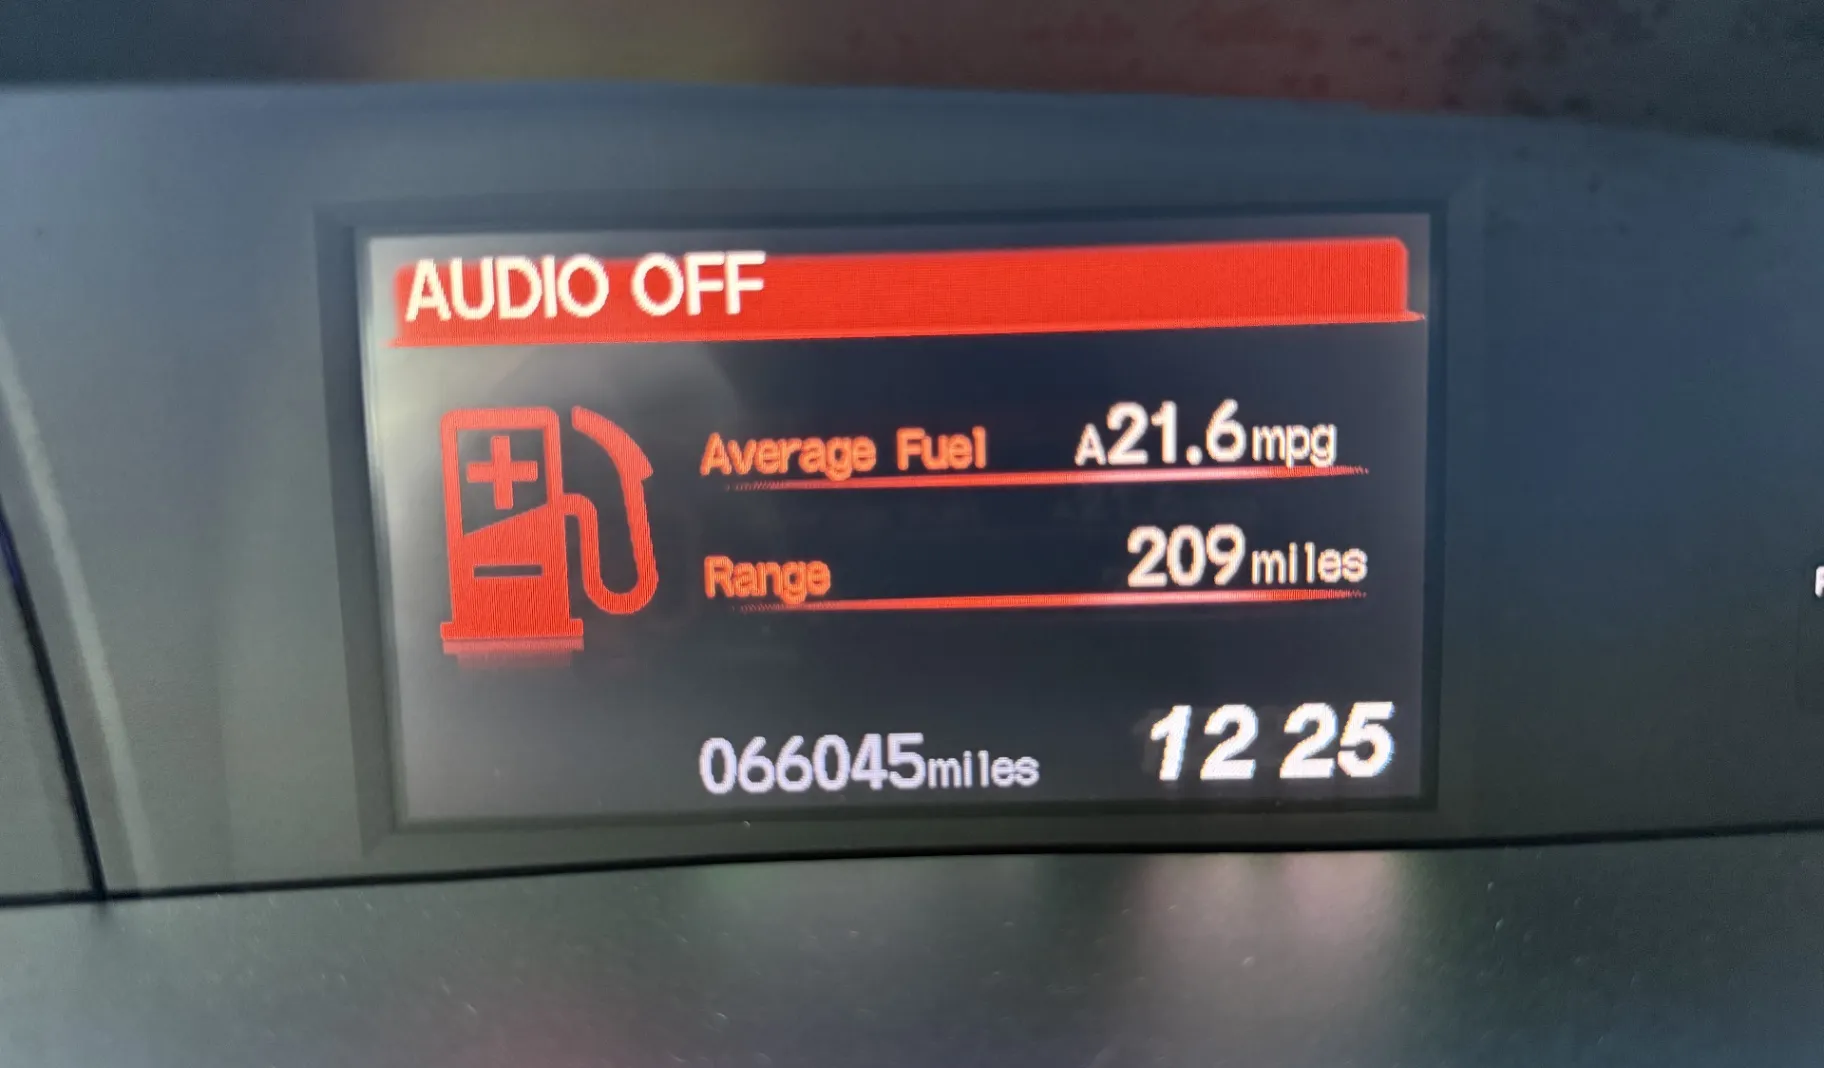 AUDIO OFF
Average Fuel A21.6mpg
Range 209miles
066045miles 12 25